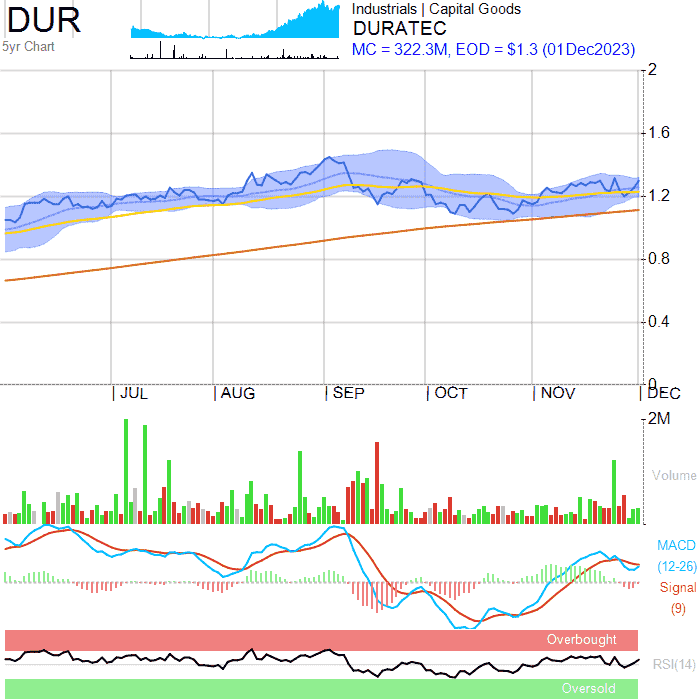 DUR
5yr Chart
Industrials | Capital Goods
DURATEC
MC = 322.3M, EOD = $1.3 (01Dec2023)
2
1.6
1.2
0.8
0.4
0
| JUL | AUG | SEP | OCT | NOV | DEC
2M
Volume
MACD
(12-26)
Signal
(9)
Overbought
RSI(14)
Oversold